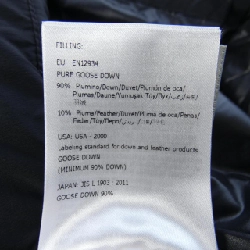 FILLING:
EU EN12934
PURE GOOSE DOWN
90% Piumino/Down/Duvet/Plumón de oca/
10% Piuma/Feather/Duvet/Pluma de oca/Penas/
USA: USA - 2000
Labeling standard for down and feather products
GOOSE DOWN
(MINIMUM 90% DOWN)
JAPAN: JIS L 1903 : 2011
GOOSE DOWN 90%